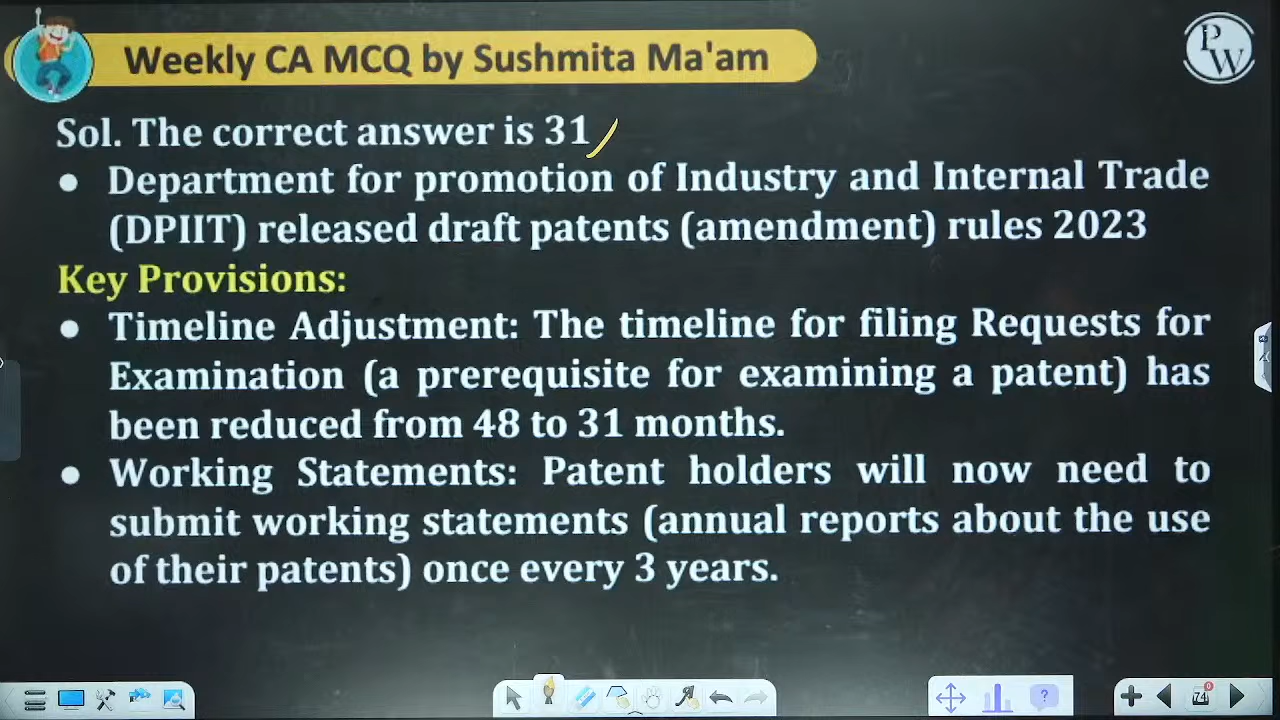 Weekly CA MCQ by Sushmita Ma'am
PW
Sol. The correct answer is 31
● Department for promotion of Industry and Internal Trade
(DPIIT) released draft patents (amendment) rules 2023
Key Provisions:
● Timeline Adjustment: The timeline for filing Requests for
Examination (a prerequisite for examining a patent) has
been reduced from 48 to 31 months.
● Working Statements: Patent holders will now need to
submit working statements (annual reports about the use
of their patents) once every 3 years.
74